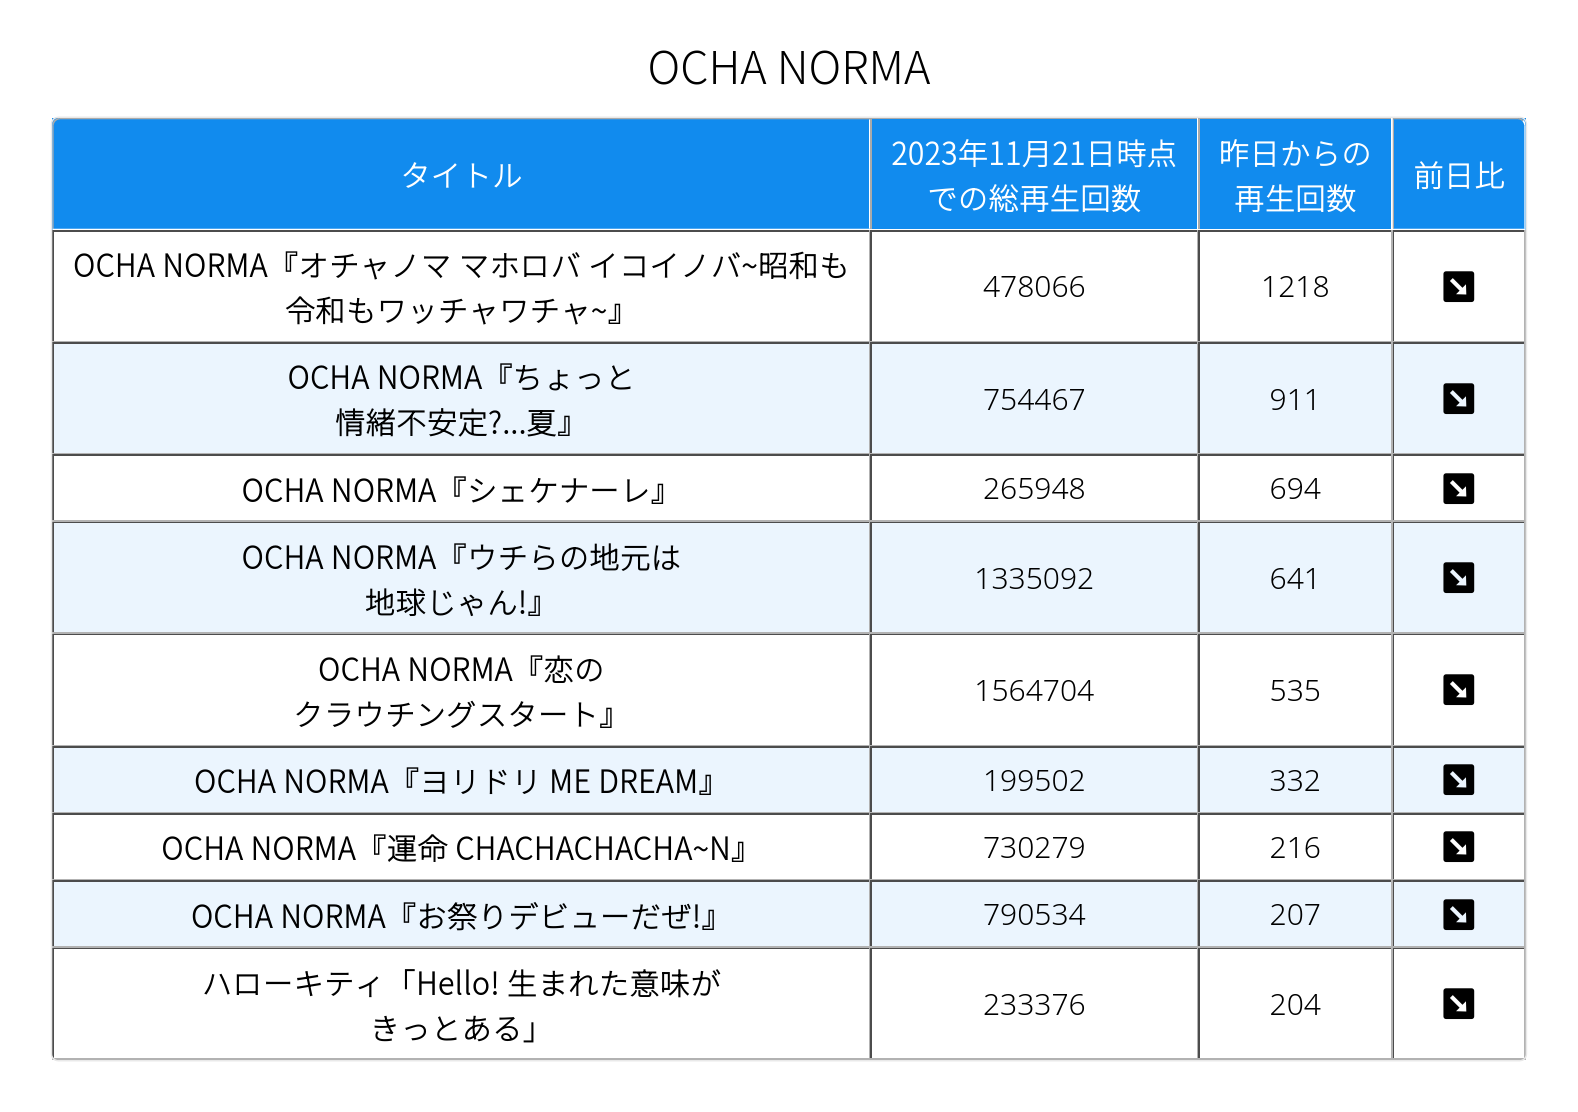 OCHA NORMA
タイトル
2023年11月21日時点
での総再生回数
昨日からの
再生回数
前日比
OCHA NORMA『オチャノマ マホロバ イコイノバ~昭和も
令和もワッチャワチャ~』
478066
1218
OCHA NORMA『ちょっと
情緒不安定?...夏』
754467
911
OCHA NORMA『シェケナーレ』
265948
694
OCHA NORMA『ウチらの地元は
地球じゃん!』
1335092
641
OCHA NORMA『恋の
クラウチングスタート』
1564704
535
OCHA NORMA『ヨリドリ ME DREAM』
199502
332
OCHA NORMA『運命 CHACHACHACHA~N』
730279
216
OCHA NORMA『お祭りデビューだぜ!』
790534
207
ハローキティ「Hello! 生まれた意味が
きっとある」
233376
204